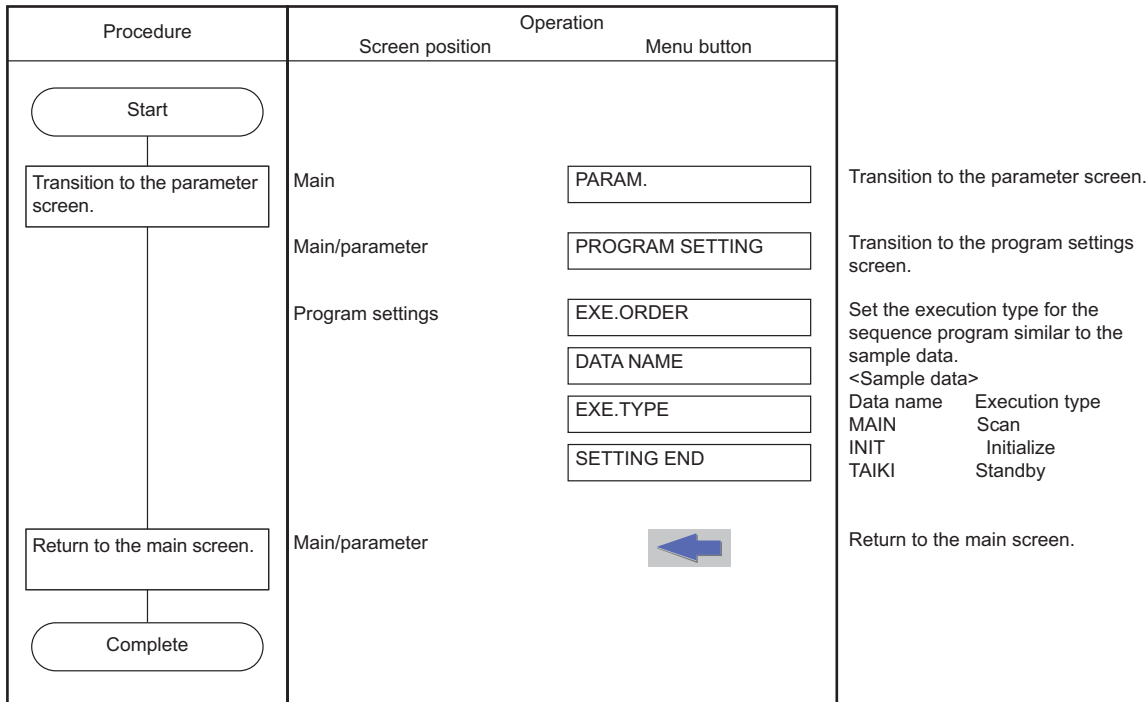 Procedure
Operation
Screen position Menu button
Start
Transition to the parameter
screen.
Main
PARAM.
Transition to the parameter screen.
Main/parameter
PROGRAM SETTING
Transition to the program settings
screen.
Program settings
EXE.ORDER
DATA NAME
EXE.TYPE
SETTING END
Set the execution type for the
sequence program similar to the
sample data.
<Sample data>
Data name Execution type
MAIN Scan
INIT Initialize
TAIKI Standby
Return to the main screen.
Main/parameter
Return to the main screen.
Complete